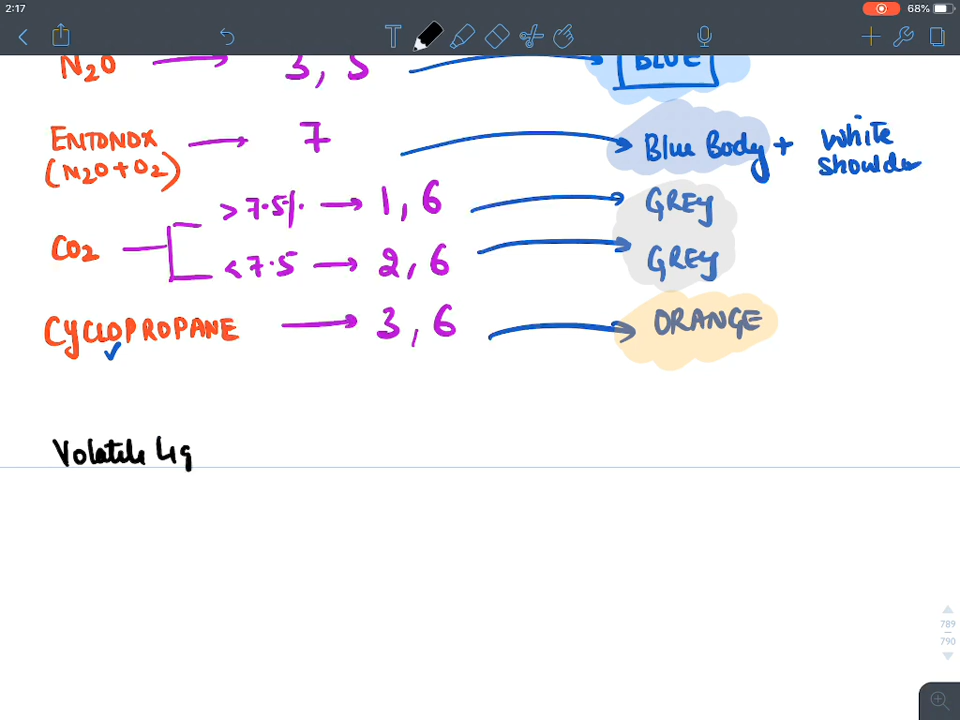 2:17
68%
T
N2O → 3, 5 → BLUE
ENTONOX (N2O + O2) → 7 → Blue Body + White shoulder
CO2
>7.5% → 1, 6 → GREY
<7.5 → 2, 6 → GREY
CYCLOPROPANE → 3, 6 → ORANGE
Volatile Liq
789
790